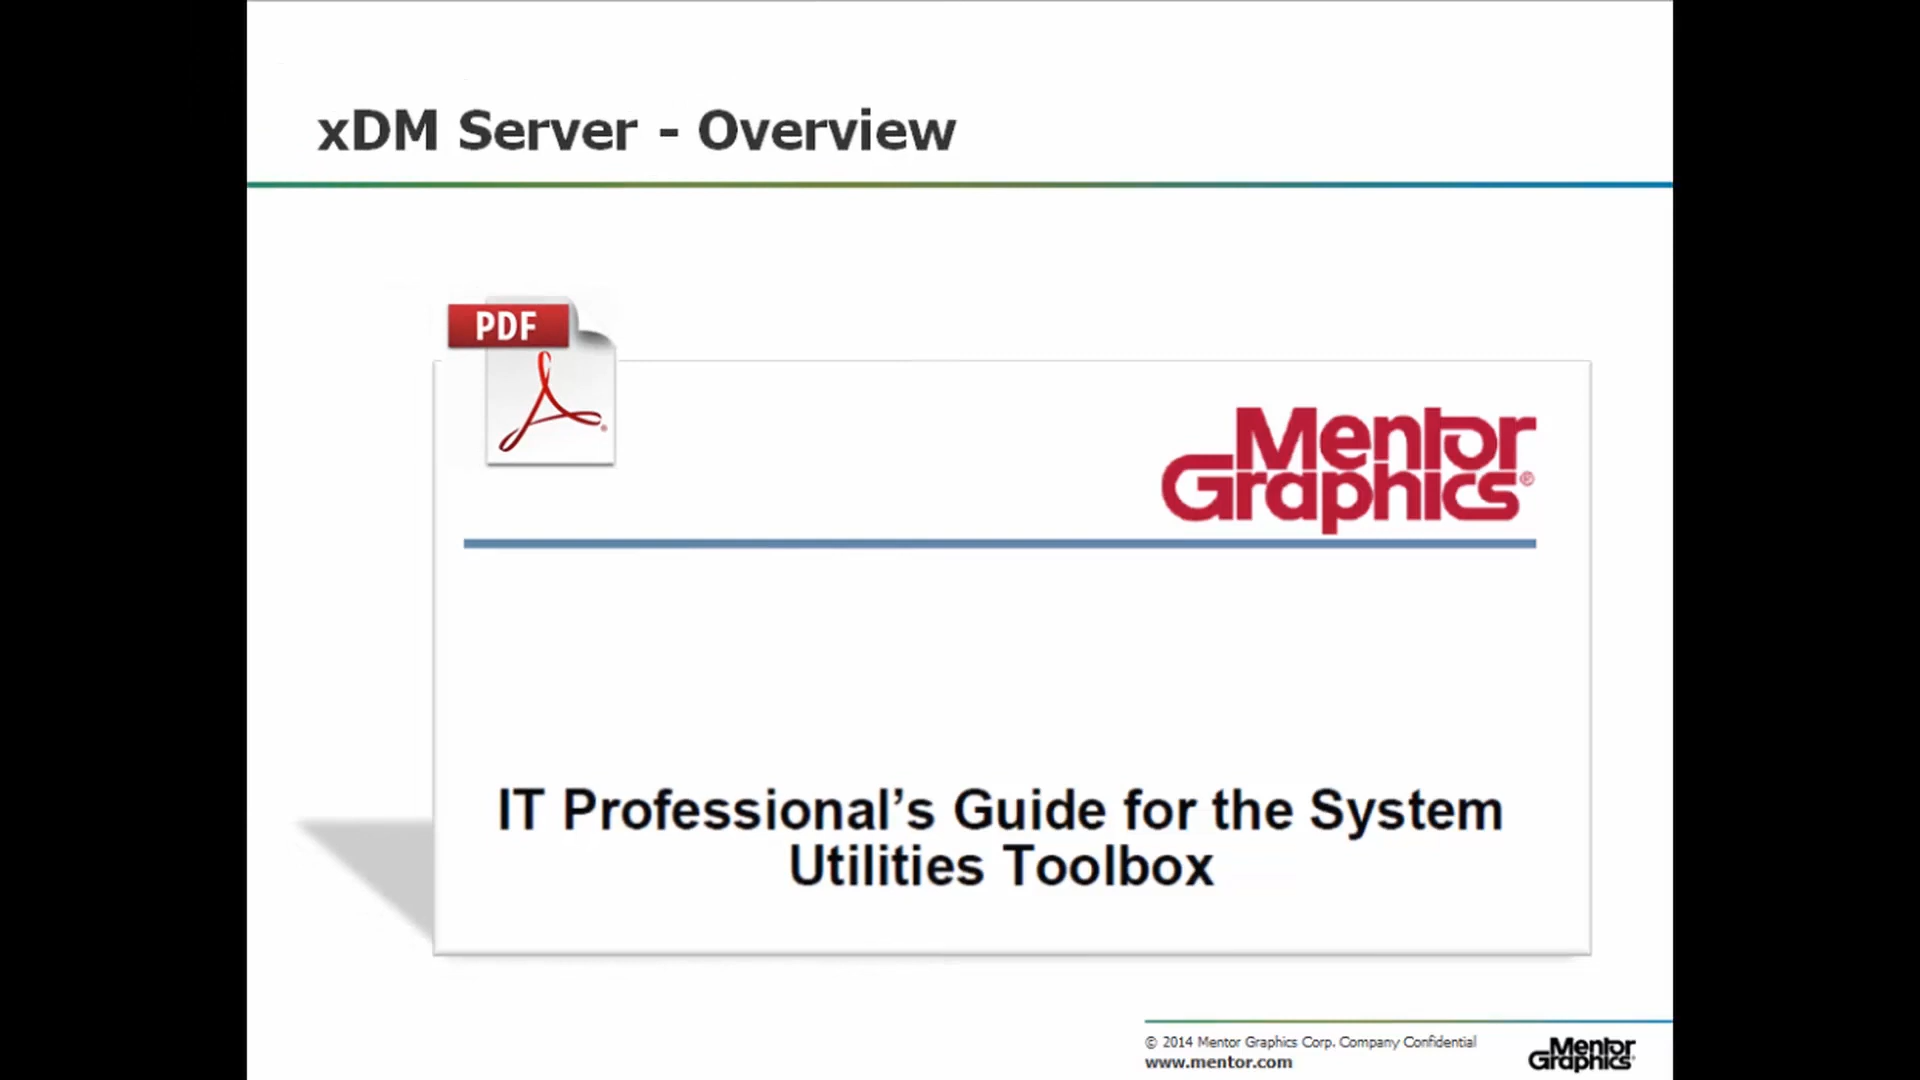 xDM Server - Overview
PDF
Mentor
Graphics®
IT Professional’s Guide for the System
Utilities Toolbox
© 2014 Mentor Graphics Corp. Company Confidential
www.mentor.com
Mentor
Graphics®